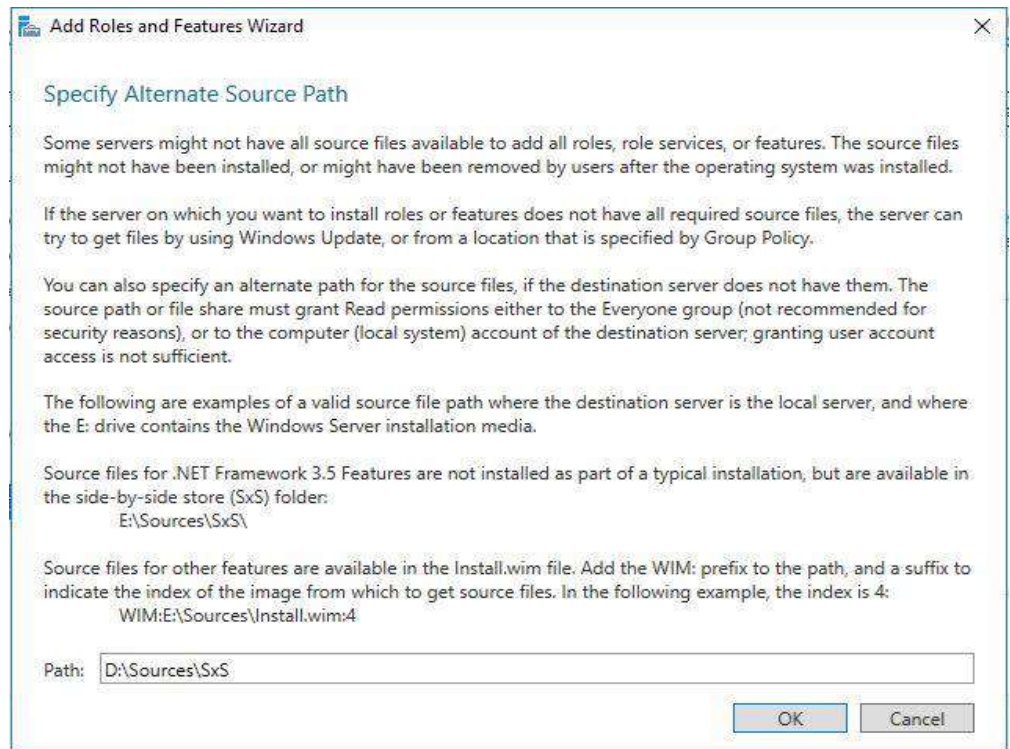 Add Roles and Features Wizard
Specify Alternate Source Path
Some servers might not have all source files available to add all roles, role services, or features. The source files
might not have been installed, or might have been removed by users after the operating system was installed.
If the server on which you want to install roles or features does not have all required source files, the server can
try to get files by using Windows Update, or from a location that is specified by Group Policy.
You can also specify an alternate path for the source files, if the destination server does not have them. The
source path or file share must grant Read permissions either to the Everyone group (not recommended for
security reasons), or to the computer (local system) account of the destination server; granting user account
access is not sufficient.
The following are examples of a valid source file path where the destination server is the local server, and where
the E: drive contains the Windows Server installation media.
Source files for .NET Framework 3.5 Features are not installed as part of a typical installation, but are available in
the side-by-side store (SxS) folder:
E:\Sources\SxS\
Source files for other features are available in the Install.wim file. Add the WIM: prefix to the path, and a suffix to
indicate the index of the image from which to get source files. In the following example, the index is 4:
WIM:E:\Sources\Install.wim:4
Path: D:\Sources\SxS
OK Cancel